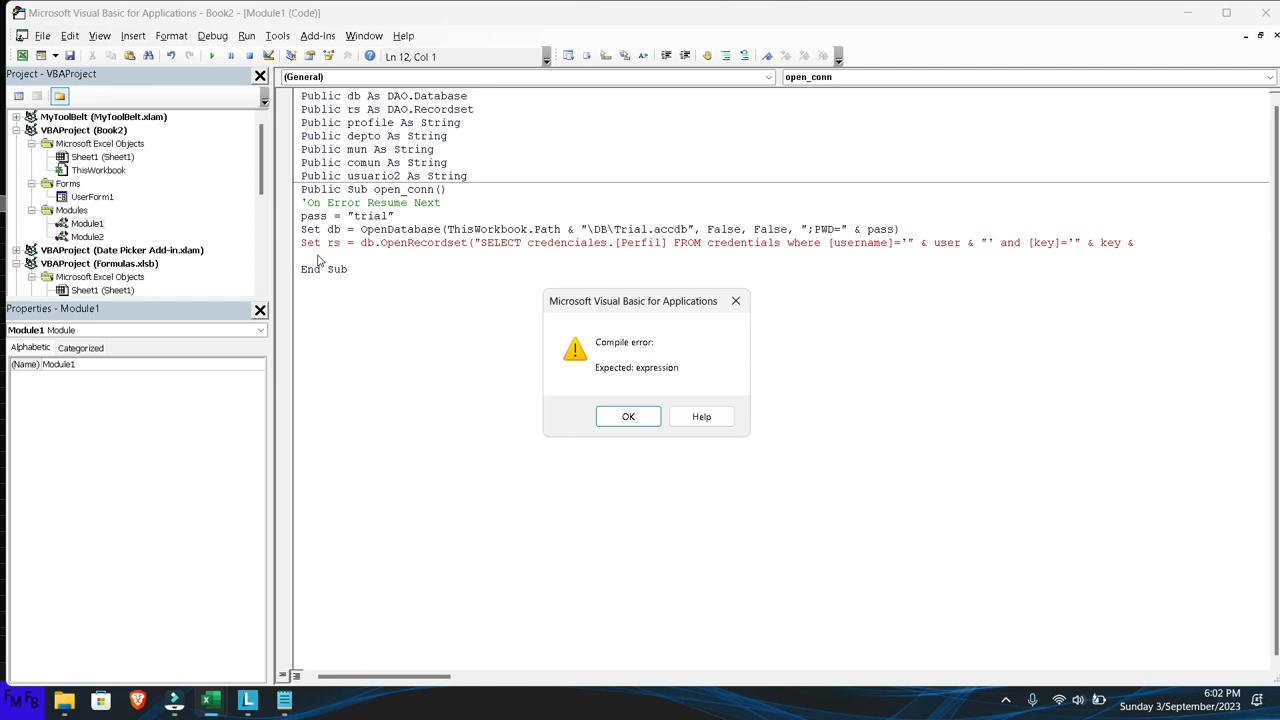 Microsoft Visual Basic for Applications - Book2 - [Module1 (Code)]
File Edit View Insert Format Debug Run Tools Add-Ins Window Help
Ln 12, Col 1
Project - VBAProject
(General)
open_conn
MyToolBelt (MyToolBelt.xlam)
VBAProject (Book2)
Microsoft Excel Objects
Sheet1 (Sheet1)
ThisWorkbook
Forms
UserForm1
Modules
Module1
Module2
VBAProject (Date Picker Add-in.xlam)
VBAProject (Formulas.xlsb)
Microsoft Excel Objects
Sheet1 (Sheet1)
Properties - Module1
Module1 Module
Alphabetic Categorized
(Name) Module1
Public db As DAO.Database
Public rs As DAO.Recordset
Public profile As String
Public depto As String
Public mun As String
Public comun As String
Public usuario2 As String
Public Sub open_conn()
'On Error Resume Next
pass = "trial"
Set db = OpenDatabase(ThisWorkbook.Path & "\DB\Trial.accdb", False, False, ";PWD=" & pass)
Set rs = db.OpenRecordset("SELECT credenciales.[Perfil] FROM credentials where [username]='" & user & "' and [key]='" & key &
End Sub
Microsoft Visual Basic for Applications
Compile error:
Expected: expression
OK
Help
FM FB
L
6:02 PM
Sunday 3/September/2023